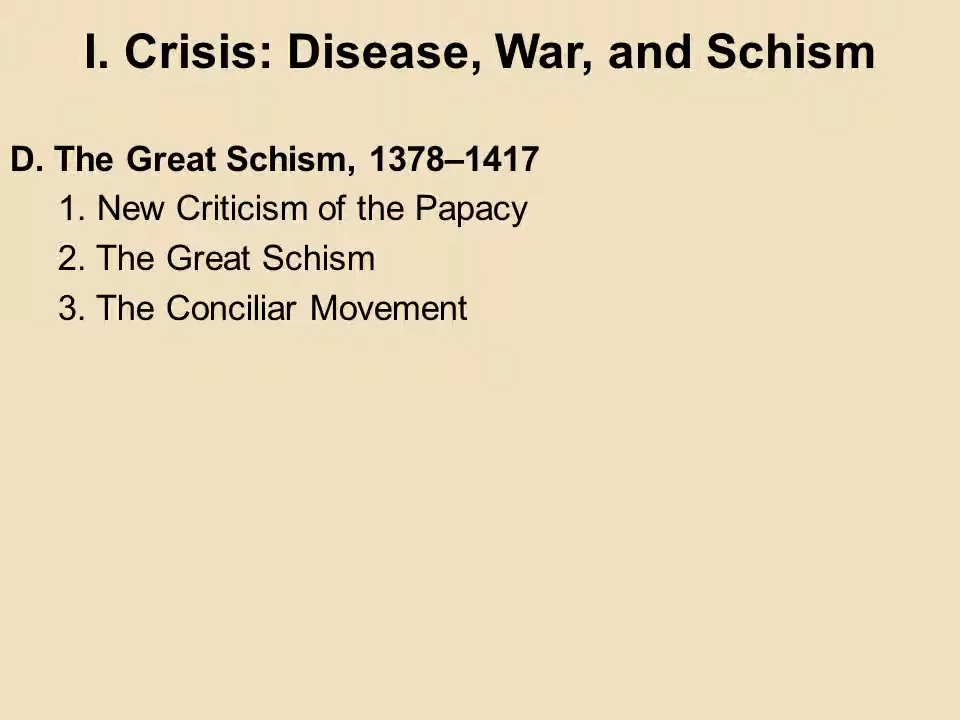 I. Crisis: Disease, War, and Schism
D. The Great Schism, 1378–1417
1. New Criticism of the Papacy
2. The Great Schism
3. The Conciliar Movement